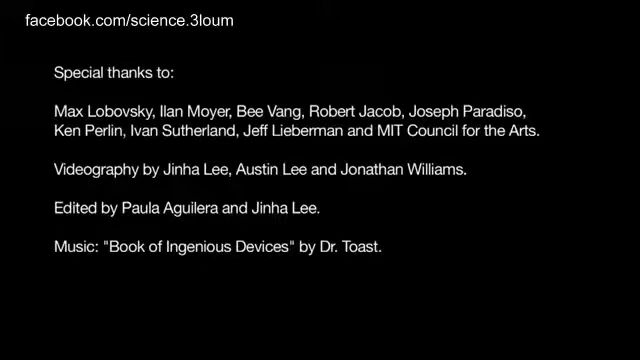 facebook.com/science.3loum
Special thanks to:
Max Lobovsky, Ilan Moyer, Bee Vang, Robert Jacob, Joseph Paradiso,
Ken Perlin, Ivan Sutherland, Jeff Lieberman and MIT Council for the Arts.
Videography by Jinha Lee, Austin Lee and Jonathan Williams.
Edited by Paula Aguilera and Jinha Lee.
Music: "Book of Ingenious Devices" by Dr. Toast.